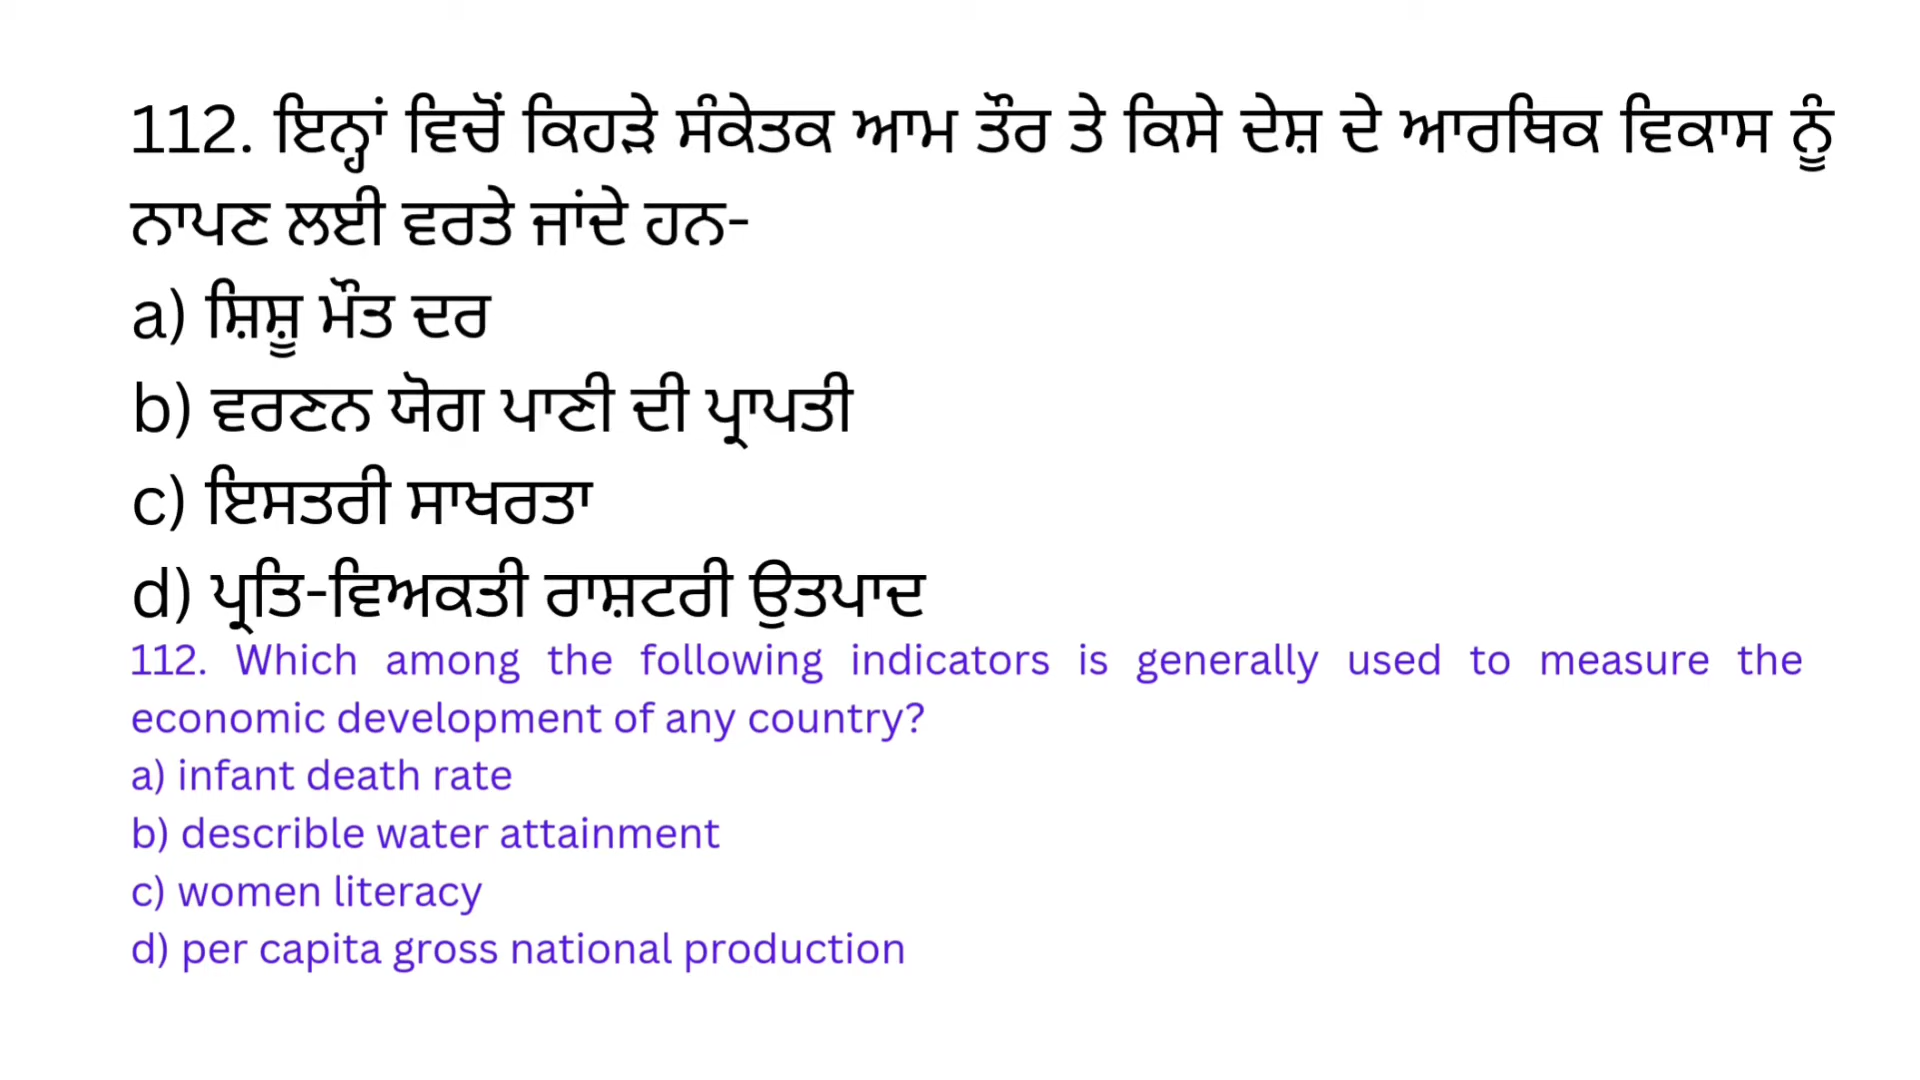 112. ਇਨ੍ਹਾਂ ਵਿਚੋਂ ਕਿਹੜੇ ਸੰਕੇਤਕ ਆਮ ਤੌਰ ਤੇ ਕਿਸੇ ਦੇਸ਼ ਦੇ ਆਰਥਿਕ ਵਿਕਾਸ ਨੂੰ
ਨਾਪਣ ਲਈ ਵਰਤੇ ਜਾਂਦੇ ਹਨ-
a) ਸ਼ਿਸ਼ੂ ਮੌਤ ਦਰ
b) ਵਰਣਨ ਯੋਗ ਪਾਣੀ ਦੀ ਪ੍ਰਾਪਤੀ
c) ਇਸਤਰੀ ਸਾਖਰਤਾ
d) ਪ੍ਰਤਿ-ਵਿਅਕਤੀ ਰਾਸ਼ਟਰੀ ਉਤਪਾਦ
112. Which among the following indicators is generally used to measure the
economic development of any country?
a) infant death rate
b) describle water attainment
c) women literacy
d) per capita gross national production